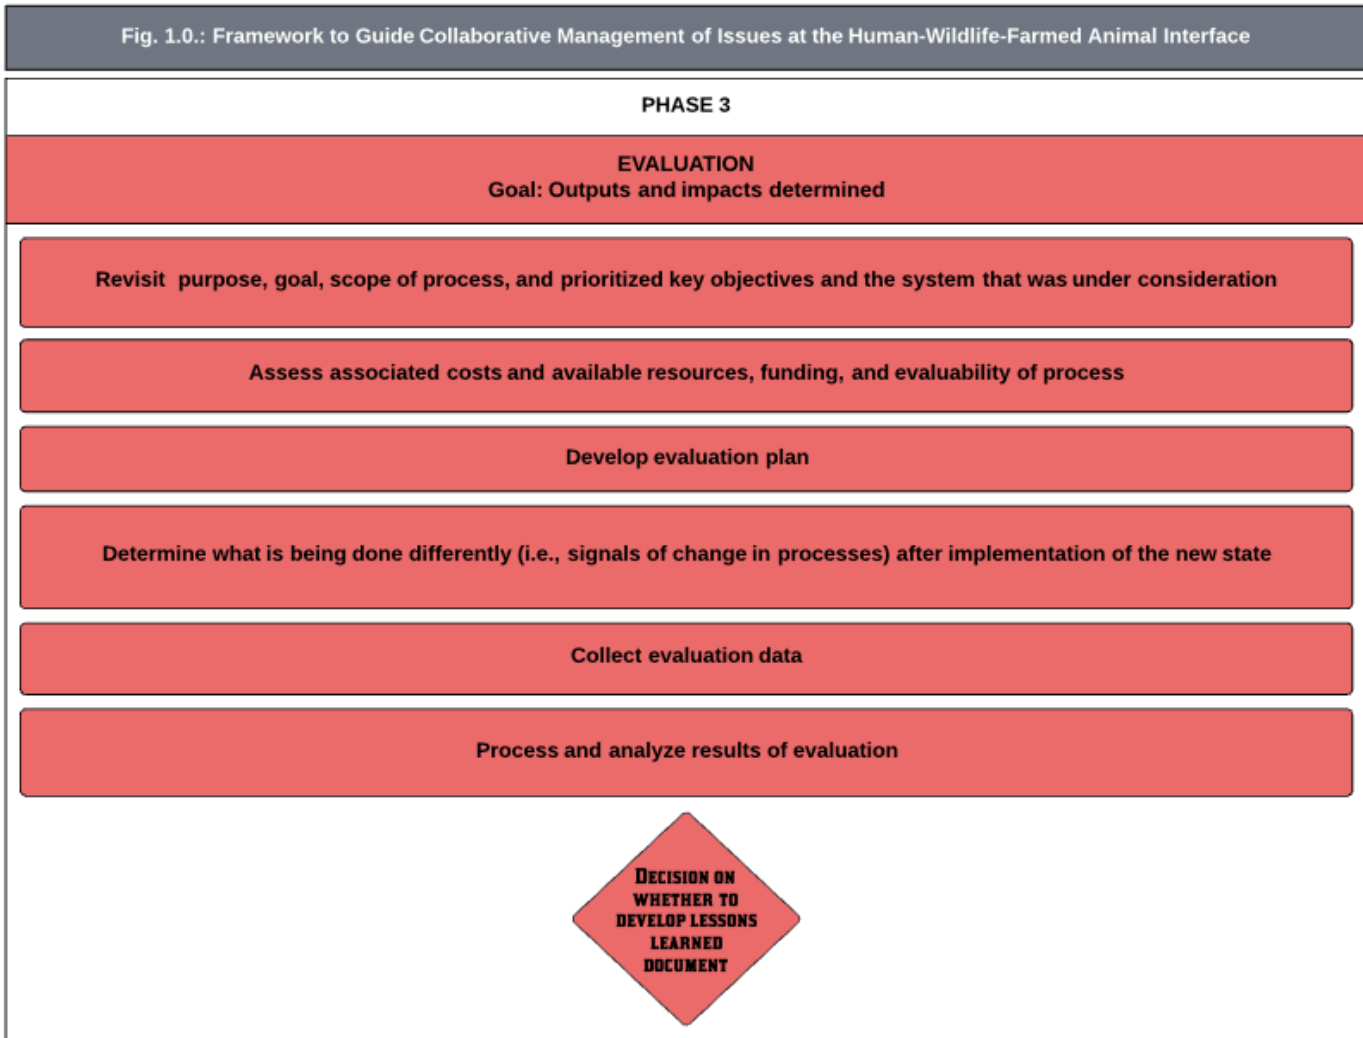 Fig. 1.0.: Framework to Guide Collaborative Management of Issues at the Human-Wildlife-Farmed Animal Interface
PHASE 3
EVALUATION
Goal: Outputs and impacts determined
Revisit purpose, goal, scope of process, and prioritized key objectives and the system that was under consideration
Assess associated costs and available resources, funding, and evaluability of process
Develop evaluation plan
Determine what is being done differently (i.e., signals of change in processes) after implementation of the new state
Collect evaluation data
Process and analyze results of evaluation
DECISION ON
WHETHER TO
DEVELOP LESSONS
LEARNED
DOCUMENT